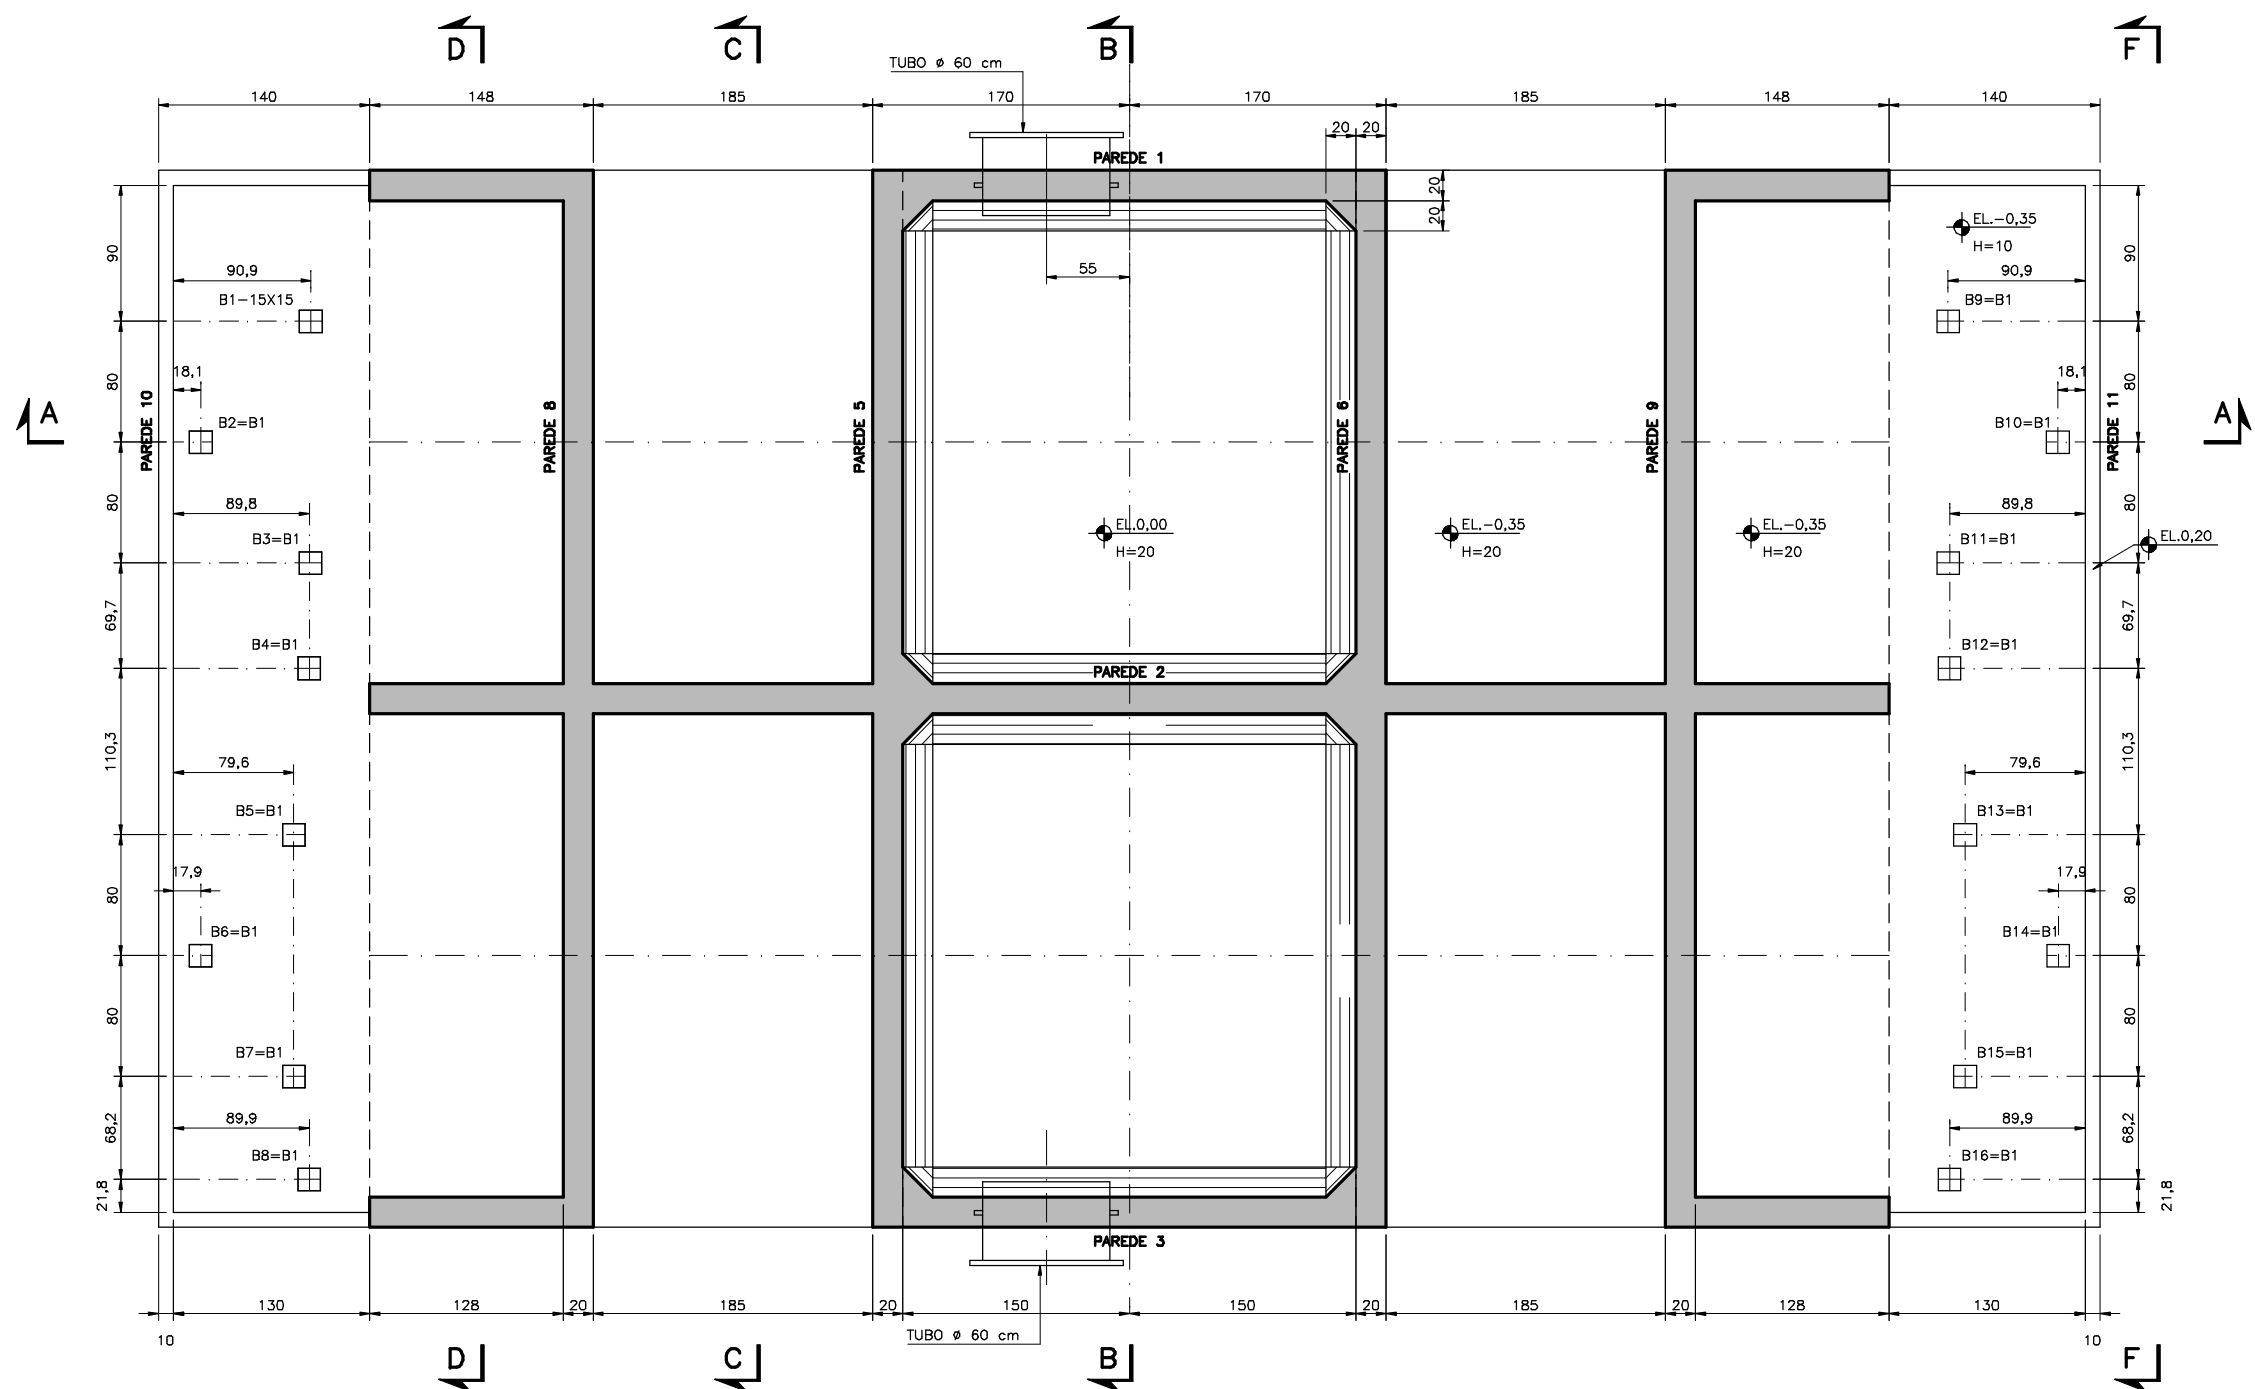 D
C
B
F
TUBO ø 60 cm
140
148
185
170
170
185
148
140
20
20
PAREDE 1
20
20
EL.-0,35
H=10
90
90,9
55
90,9
90
B1-15X15
B9=B1
80
18,1
18,1
80
PAREDE 10
PAREDE 8
PAREDE 5
PAREDE 6
PAREDE 9
PAREDE 11
A
B2=B1
B10=B1
A
80
89,8
89,8
80
B3=B1
EL.0,00
H=20
EL.-0,35
H=20
EL.-0,35
H=20
B11=B1
EL.0,20
69,7
69,7
B4=B1
B12=B1
PAREDE 2
110,3
110,3
79,6
79,6
B5=B1
B13=B1
80
17,9
17,9
80
B6=B1
B14=B1
80
80
B7=B1
B15=B1
68,2
89,9
89,9
68,2
B8=B1
B16=B1
21,8
21,8
PAREDE 3
130
128
20
185
20
150
150
20
185
20
128
130
10
TUBO ø 60 cm
10
D
C
B
F